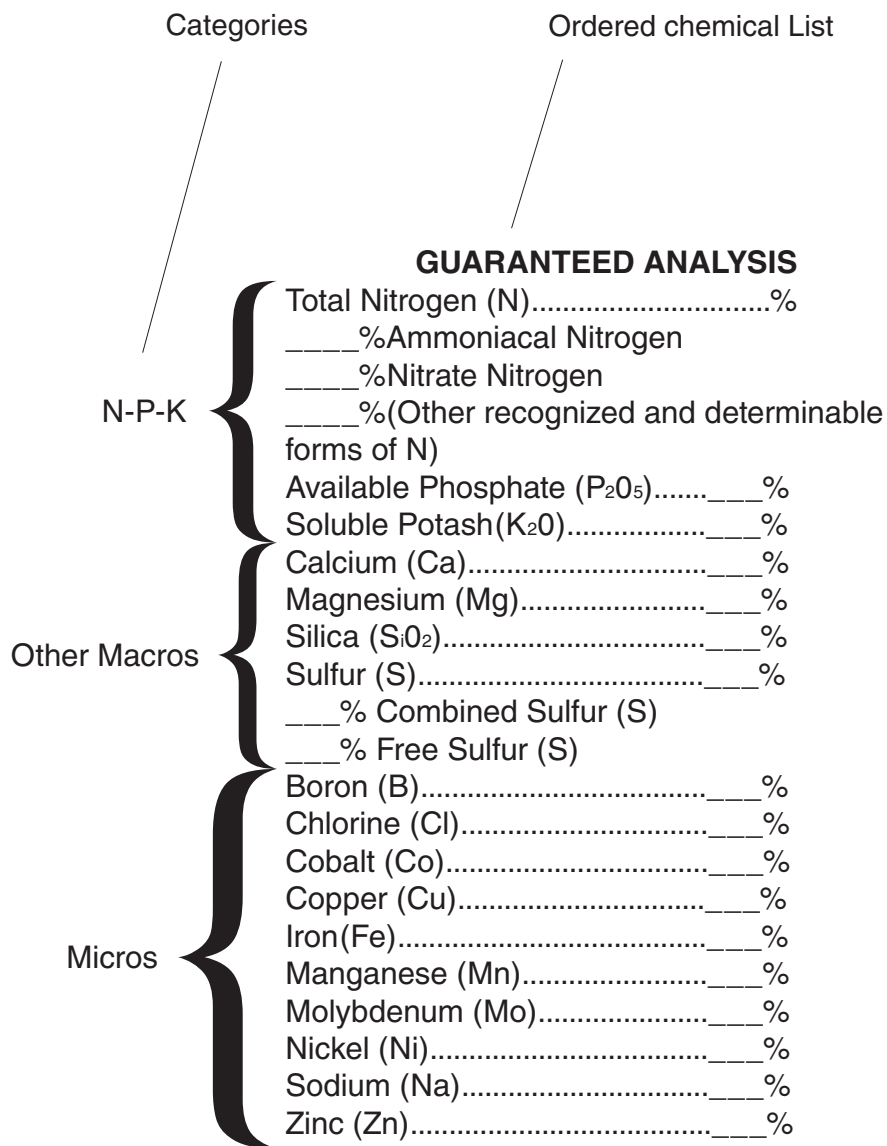 Categories
Ordered chemical List
GUARANTEED ANALYSIS
Total Nitrogen (N)...............................%
____%Ammoniacal Nitrogen
____%Nitrate Nitrogen
N-P-K
____%(Other recognized and determinable
forms of N)
Available Phosphate (P₂0₅).......___%
Soluble Potash(K₂0)..................___%
Calcium (Ca)...............................___%
Magnesium (Mg)........................___%
Silica (SᵢO₂)..................................___%
Other Macros
Sulfur (S).....................................___%
___% Combined Sulfur (S)
___% Free Sulfur (S)
Boron (B).....................................___%
Chlorine (Cl)................................___%
Cobalt (Co)..................................___%
Copper (Cu)................................___%
Iron(Fe)........................................___%
Micros
Manganese (Mn)........................___%
Molybdenum (Mo)......................___%
Nickel (Ni)....................................___%
Sodium (Na)................................___%
Zinc (Zn).......................................___%